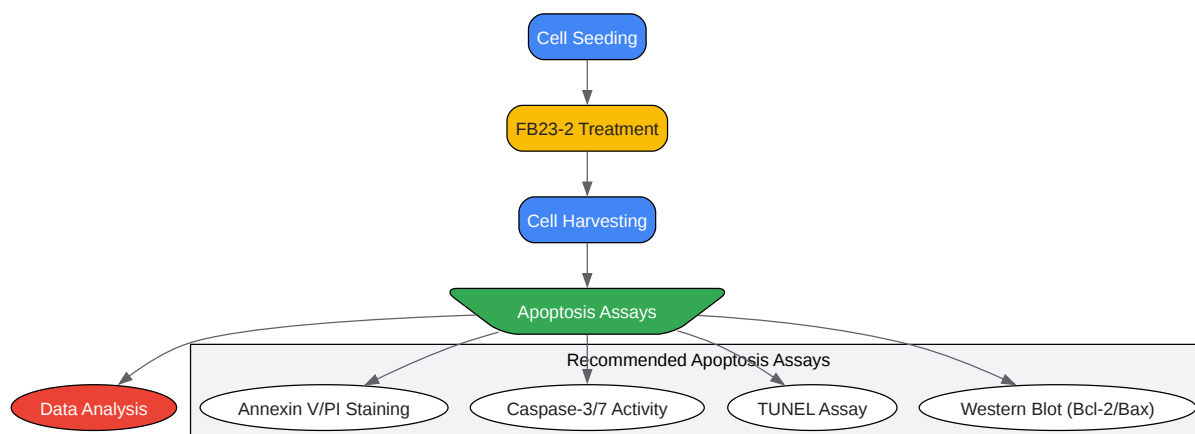 Cell Seeding
FB23-2 Treatment
Cell Harvesting
Apoptosis Assays
Recommended Apoptosis Assays
Data Analysis
Annexin V/PI Staining
Caspase-3/7 Activity
TUNEL Assay
Western Blot (Bcl-2/Bax)